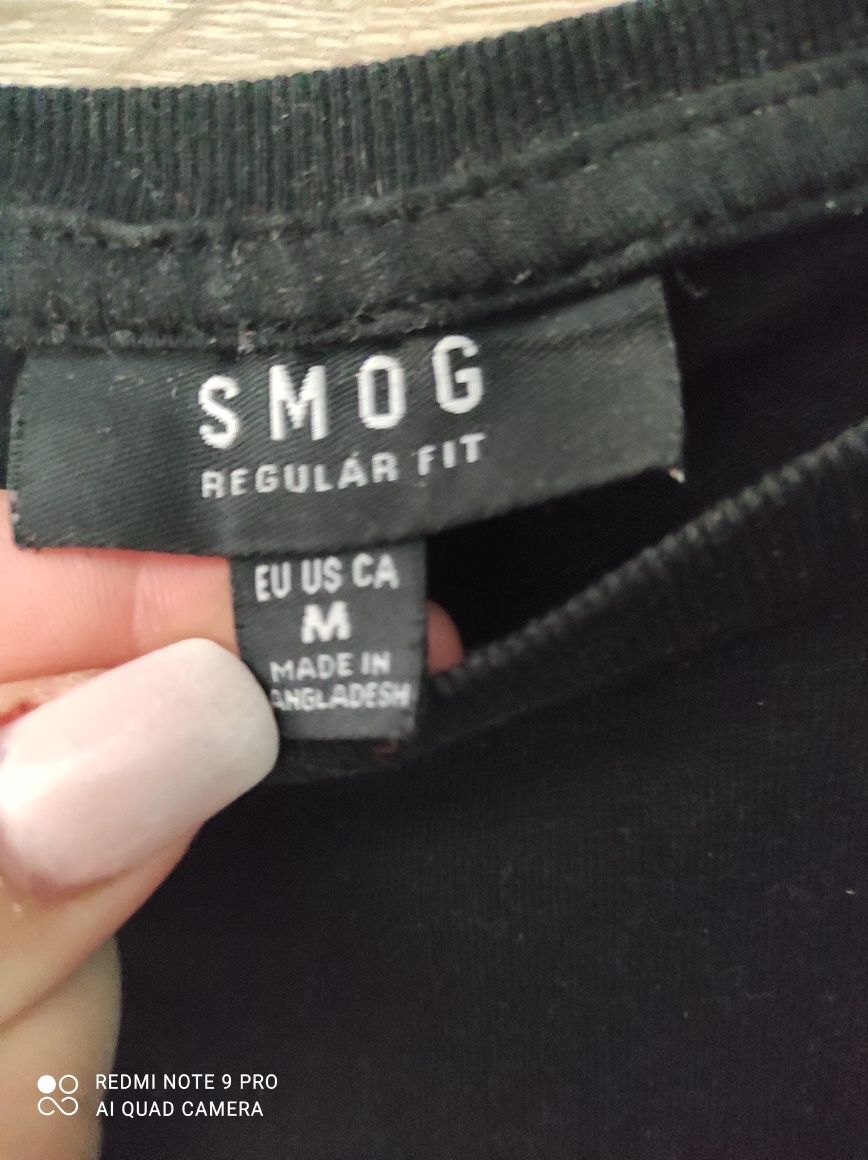 SMOG
REGULAR FIT
EU US CA
M
MADE IN
ANGLADESH
REDMI NOTE 9 PRO
AI QUAD CAMERA